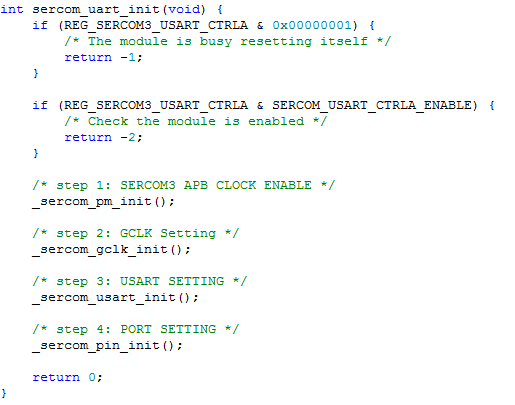 int sercom_uart_init(void) {
    if (REG_SERCOM3_USART_CTRLA & 0x00000001) {
        /* The module is busy resetting itself */
        return -1;
    }

    if (REG_SERCOM3_USART_CTRLA & SERCOM_USART_CTRLA_ENABLE) {
        /* Check the module is enabled */
        return -2;
    }

    /* step 1: SERCOM3 APB CLOCK ENABLE */
    _sercom_pm_init();

    /* step 2: GCLK Setting */
    _sercom_gclk_init();

    /* step 3: USART SETTING */
    _sercom_usart_init();

    /* step 4: PORT SETTING */
    _sercom_pin_init();

    return 0;
}